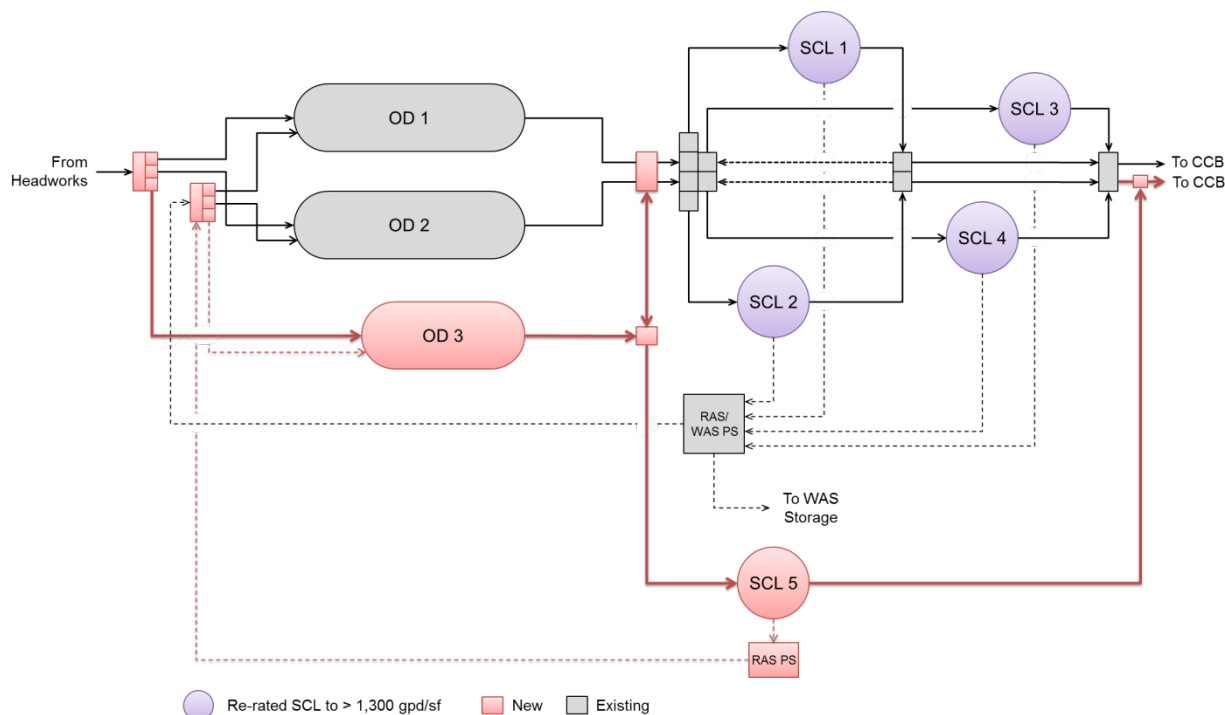 SCL 1
SCL 3
OD 1
From
Headworks
To CCB
To CCB
OD 2
SCL 4
SCL 2
OD 3
RAS/
WAS PS
To WAS
Storage
SCL 5
RAS PS
Re-rated SCL to > 1,300 gpd/sf
New
Existing